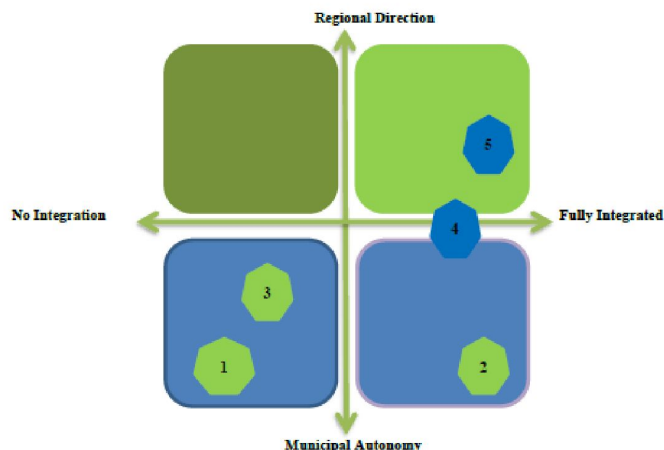 Regional Direction
5
No Integration
Fully Integrated
4
3
1
2
Municipal Autonomy